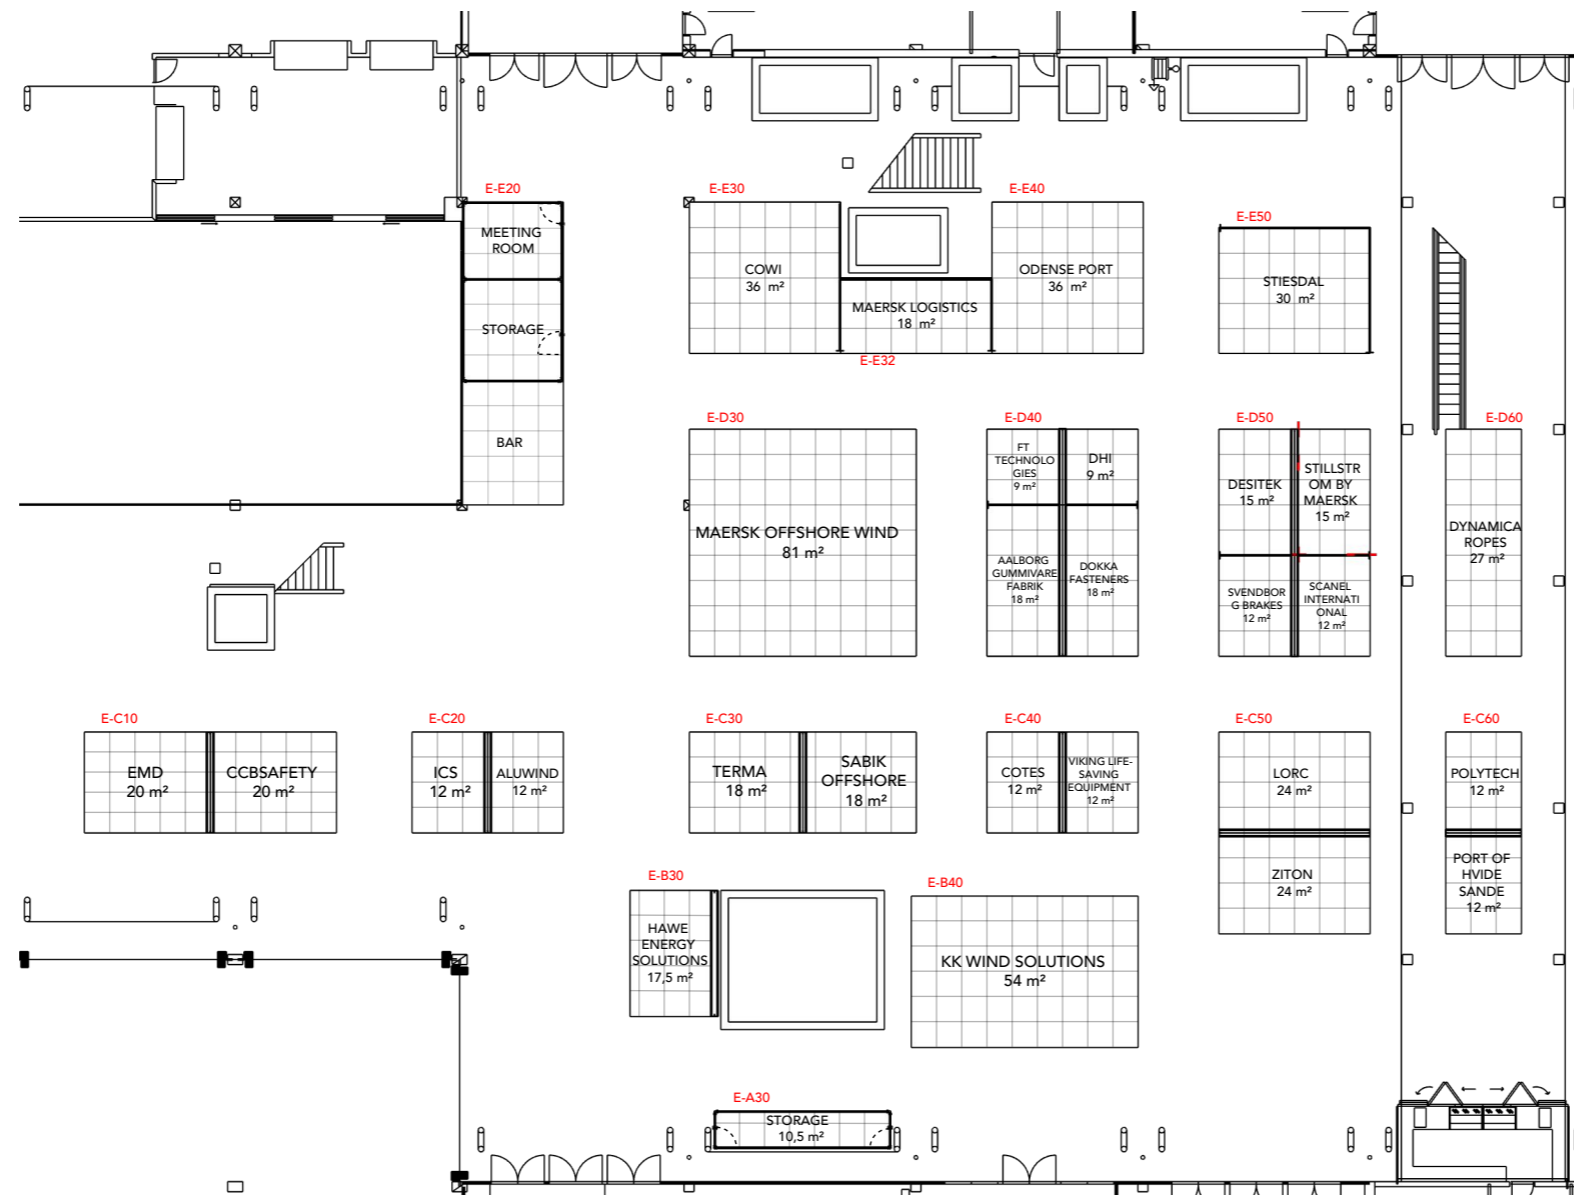 E-E20
MEETING
ROOM
STORAGE
BAR
E-E30
COWI
36 m²
E-E40
ODENSE PORT
36 m²
MAERSK LOGISTICS
18 m²
E-E32
E-E50
STIESDAL
30 m²
E-D30
MAERSK OFFSHORE WIND
81 m²
E-D40
FT
TECHNOLO
GIES
9 m²
DHI
9 m²
AALBORG
GUMMIVARE
FABRIK
18 m²
DOKKA
FASTENERS
18 m²
E-D50
DESITEK
15 m²
STILLSTR
OM BY
MAERSK
15 m²
SVENDBOR
G BRAKES
12 m²
SCANEL
INTERNATI
ONAL
12 m²
E-D60
DYNAMICA
ROPES
27 m²
E-C10
EMD
20 m²
CCBSAFETY
20 m²
E-C20
ICS
12 m²
ALUWIND
12 m²
E-C30
TERMA
18 m²
SABIK
OFFSHORE
18 m²
E-C40
COTES
12 m²
VIKING LIFE-
SAVING
EQUIPMENT
12 m²
E-C50
LORC
24 m²
ZITON
24 m²
E-C60
POLYTECH
12 m²
PORT OF
HVIDE
SANDE
12 m²
E-B30
HAWE
ENERGY
SOLUTIONS
17,5 m²
E-B40
KK WIND SOLUTIONS
54 m²
E-A30
STORAGE
10,5 m²